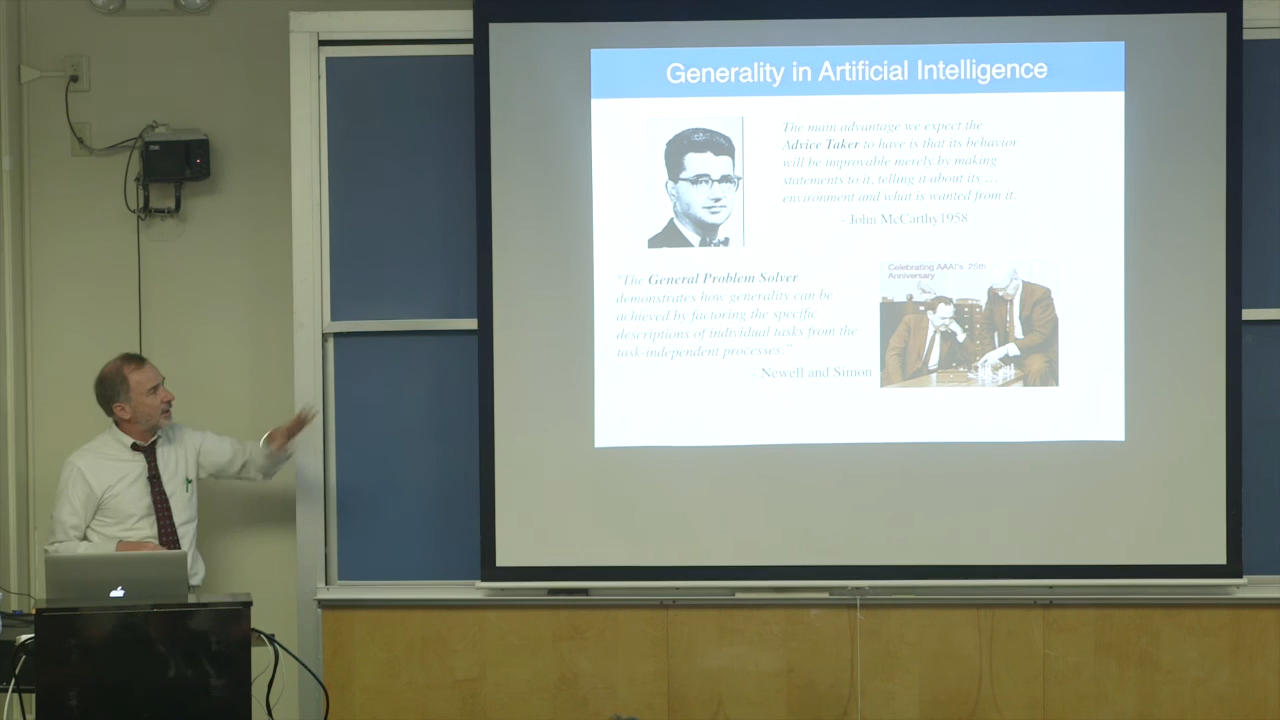 Generality in Artificial Intelligence
The main advantage we expect the
Advice Taker to have is that its behavior
will be improvable merely by making
statements to it, telling it about its …
environment and what is wanted from it.
- John McCarthy1958
Celebrating AAAI's 25th
Anniversary
"The General Problem Solver
demonstrates how generality can be
achieved by factoring the specific
descriptions of individual tasks from the
task-independent processes."
- Newell and Simon